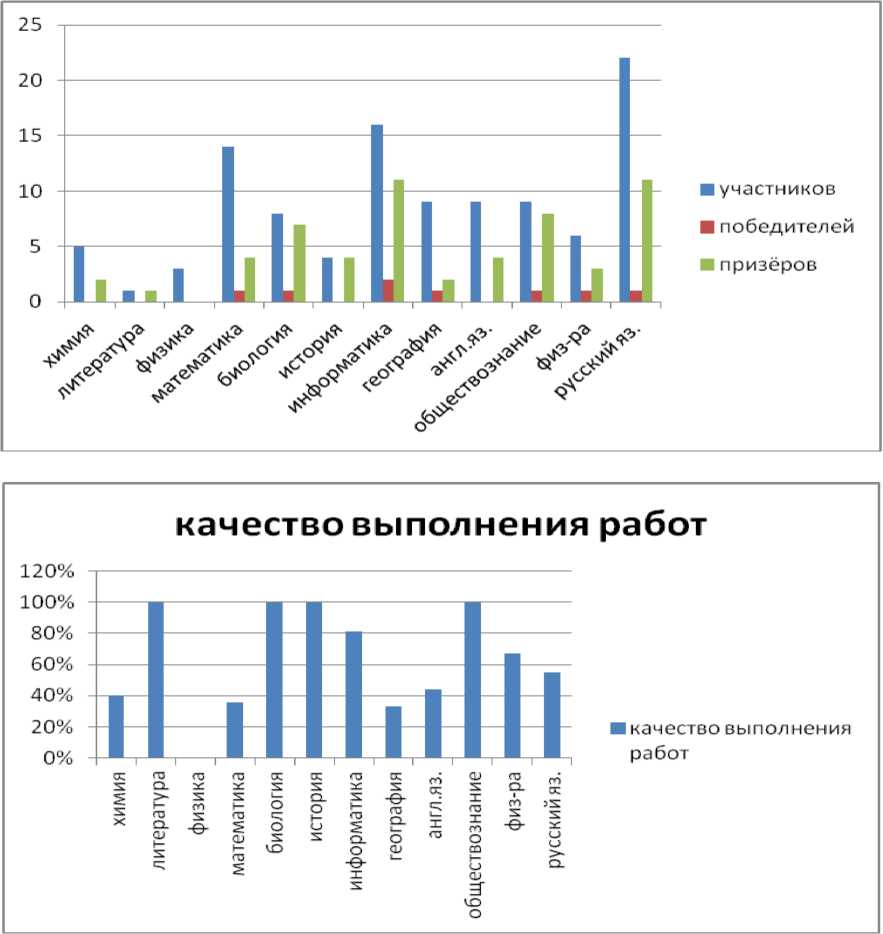 25
20
15
10
5
0
химия
литература
физика
математика
биология
история
информатика
география
англ.яз.
обществознание
физ-ра
русский яз.
участников
победителей
призёров
качество выполнения работ
120%
100%
80%
60%
40%
20%
0%
химия
литература
физика
математика
биология
история
информатика
география
англ.яз.
обществознание
физ-ра
русский яз.
качество выполнения
работ